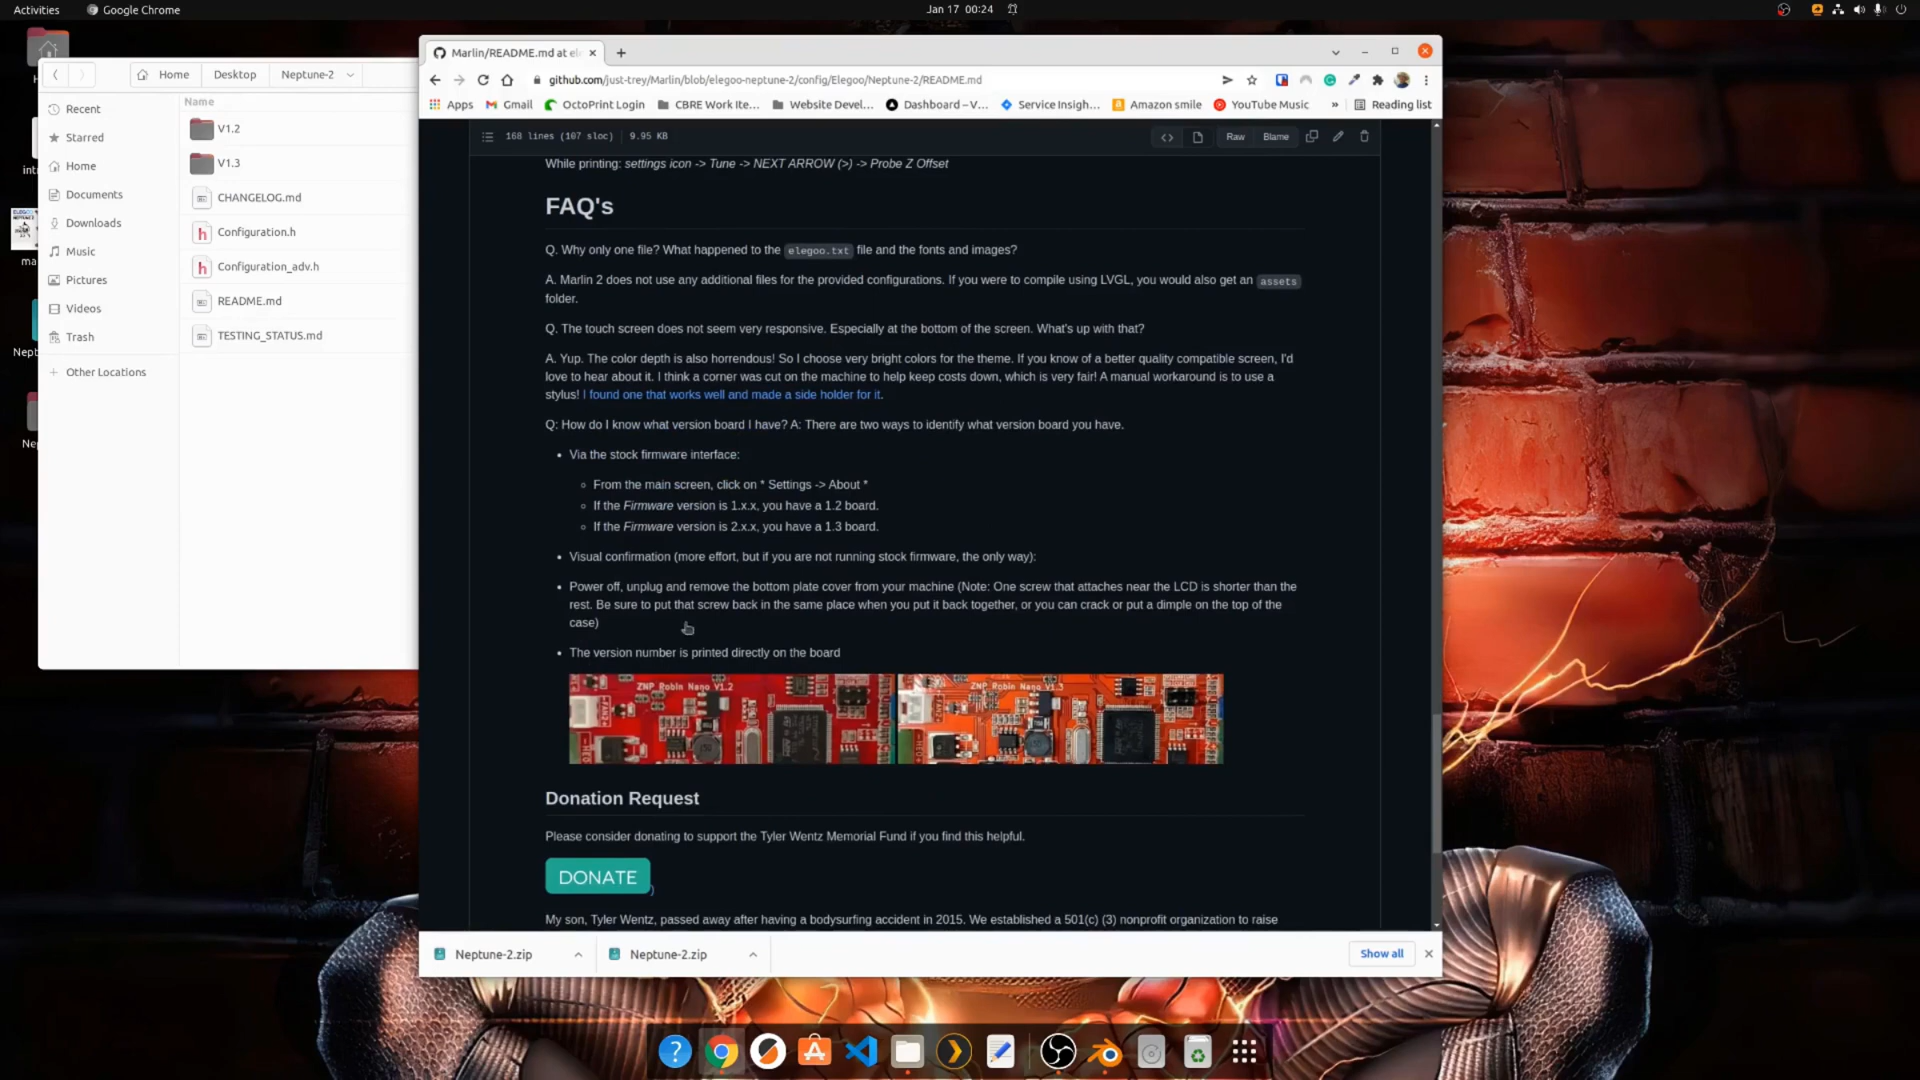 Activities
Google Chrome
Jan 17 00:24
Home
Desktop
Neptune-2
Name
Recent
Starred
Home
Documents
Downloads
Music
Pictures
Videos
Trash
Other Locations
V1.2
V1.3
CHANGELOG.md
Configuration.h
Configuration_adv.h
README.md
TESTING_STATUS.md
Marlin/README.md at ele
github.com/just-trey/Marlin/blob/elegoo-neptune-2/config/Elegoo/Neptune-2/README.md
Apps
Gmail
OctoPrint Login
CBRE Work Ite...
Website Devel...
Dashboard – V...
Service Insigh...
Amazon smile
YouTube Music
»
Reading list
168 lines (107 sloc)
9.95 KB
Raw
Blame
While printing: settings icon -> Tune -> NEXT ARROW (>) -> Probe Z Offset
FAQ's
Q. Why only one file? What happened to the elegoo.txt file and the fonts and images?
A. Marlin 2 does not use any additional files for the provided configurations. If you were to compile using LVGL, you would also get an assets
folder.
Q. The touch screen does not seem very responsive. Especially at the bottom of the screen. What's up with that?
A. Yup. The color depth is also horrendous! So I choose very bright colors for the theme. If you know of a better quality compatible screen, I'd
love to hear about it. I think a corner was cut on the machine to help keep costs down, which is very fair! A manual workaround is to use a
stylus! I found one that works well and made a side holder for it.
Q: How do I know what version board I have? A: There are two ways to identify what version board you have.
• Via the stock firmware interface:
From the main screen, click on * Settings -> About *
If the Firmware version is 1.x.x, you have a 1.2 board.
If the Firmware version is 2.x.x, you have a 1.3 board.
• Visual confirmation (more effort, but if you are not running stock firmware, the only way):
• Power off, unplug and remove the bottom plate cover from your machine (Note: One screw that attaches near the LCD is shorter than the
rest. Be sure to put that screw back in the same place when you put it back together, or you can crack or put a dimple on the top of the
case)
• The version number is printed directly on the board
ZNP Robin Nano V1.2
ZNP Robin Nano V1.3
Donation Request
Please consider donating to support the Tyler Wentz Memorial Fund if you find this helpful.
DONATE
)
My son, Tyler Wentz, passed away after having a bodysurfing accident in 2015. We established a 501(c) (3) nonprofit organization to raise
Neptune-2.zip
Neptune-2.zip
Show all